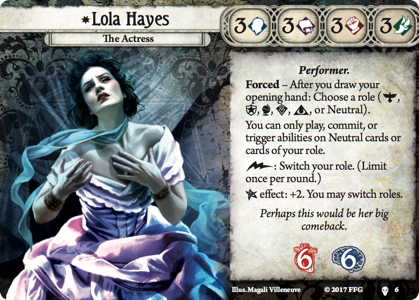 *Lola Hayes
The Actress
3 3 3 3
Performer.
Forced – After you draw your
opening hand: Choose a role ( ,
, , , , or Neutral).
You can only play, commit, or
trigger abilities on Neutral cards or
cards of your role.
: Switch your role. (Limit
once per round.)
effect: +2. You may switch roles.
Perhaps this would be her big
comeback.
6 6
Illus. Magali Villeneuve © 2017 FFG 6